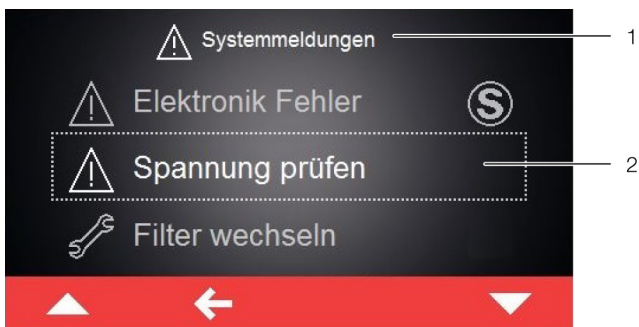 Systemmeldungen
1
Elektronik Fehler S
Spannung prüfen
2
Filter wechseln